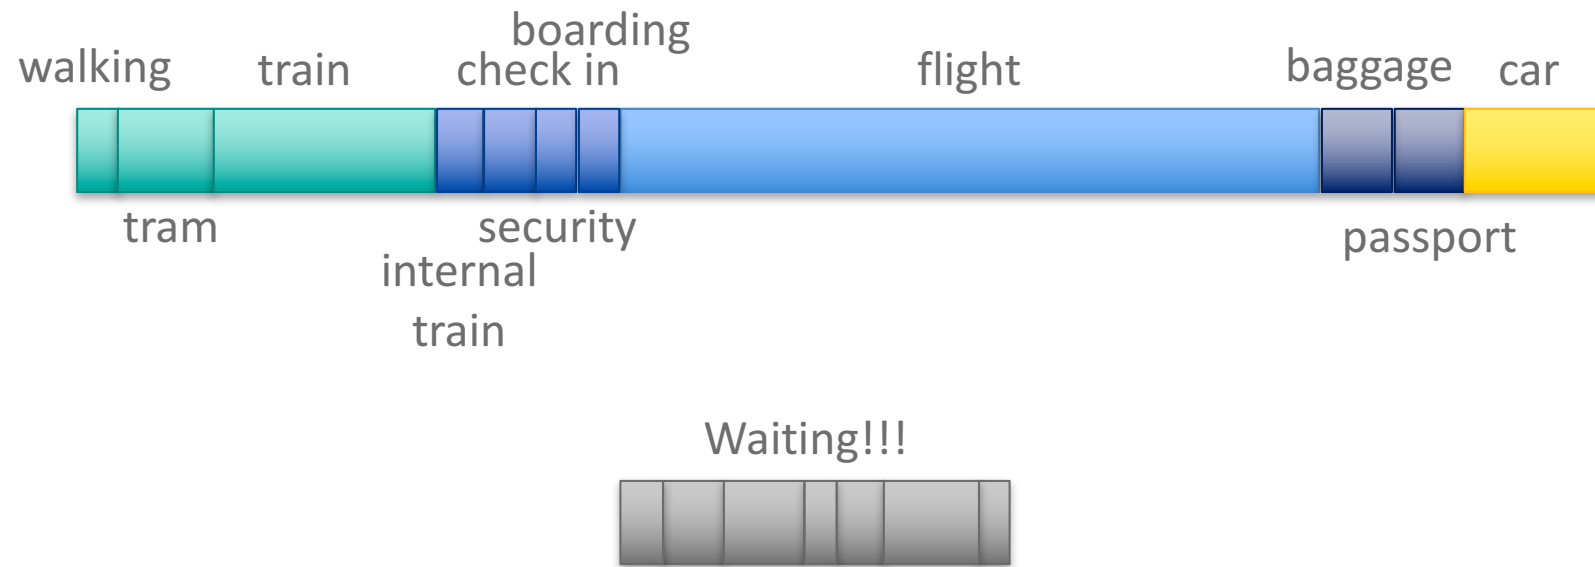 boarding
walking train check in flight baggage car
tram security passport
internal
train
Waiting!!!